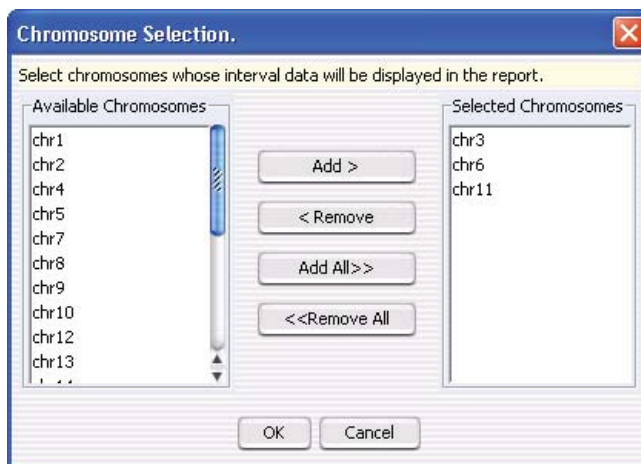 Chromosome Selection.
Select chromosomes whose interval data will be displayed in the report.
Available Chromosomes
chr1
chr2
chr4
chr5
chr7
chr8
chr9
chr10
chr12
chr13
Add >
< Remove
Add All>>
<<Remove All
Selected Chromosomes
chr3
chr6
chr11
OK
Cancel